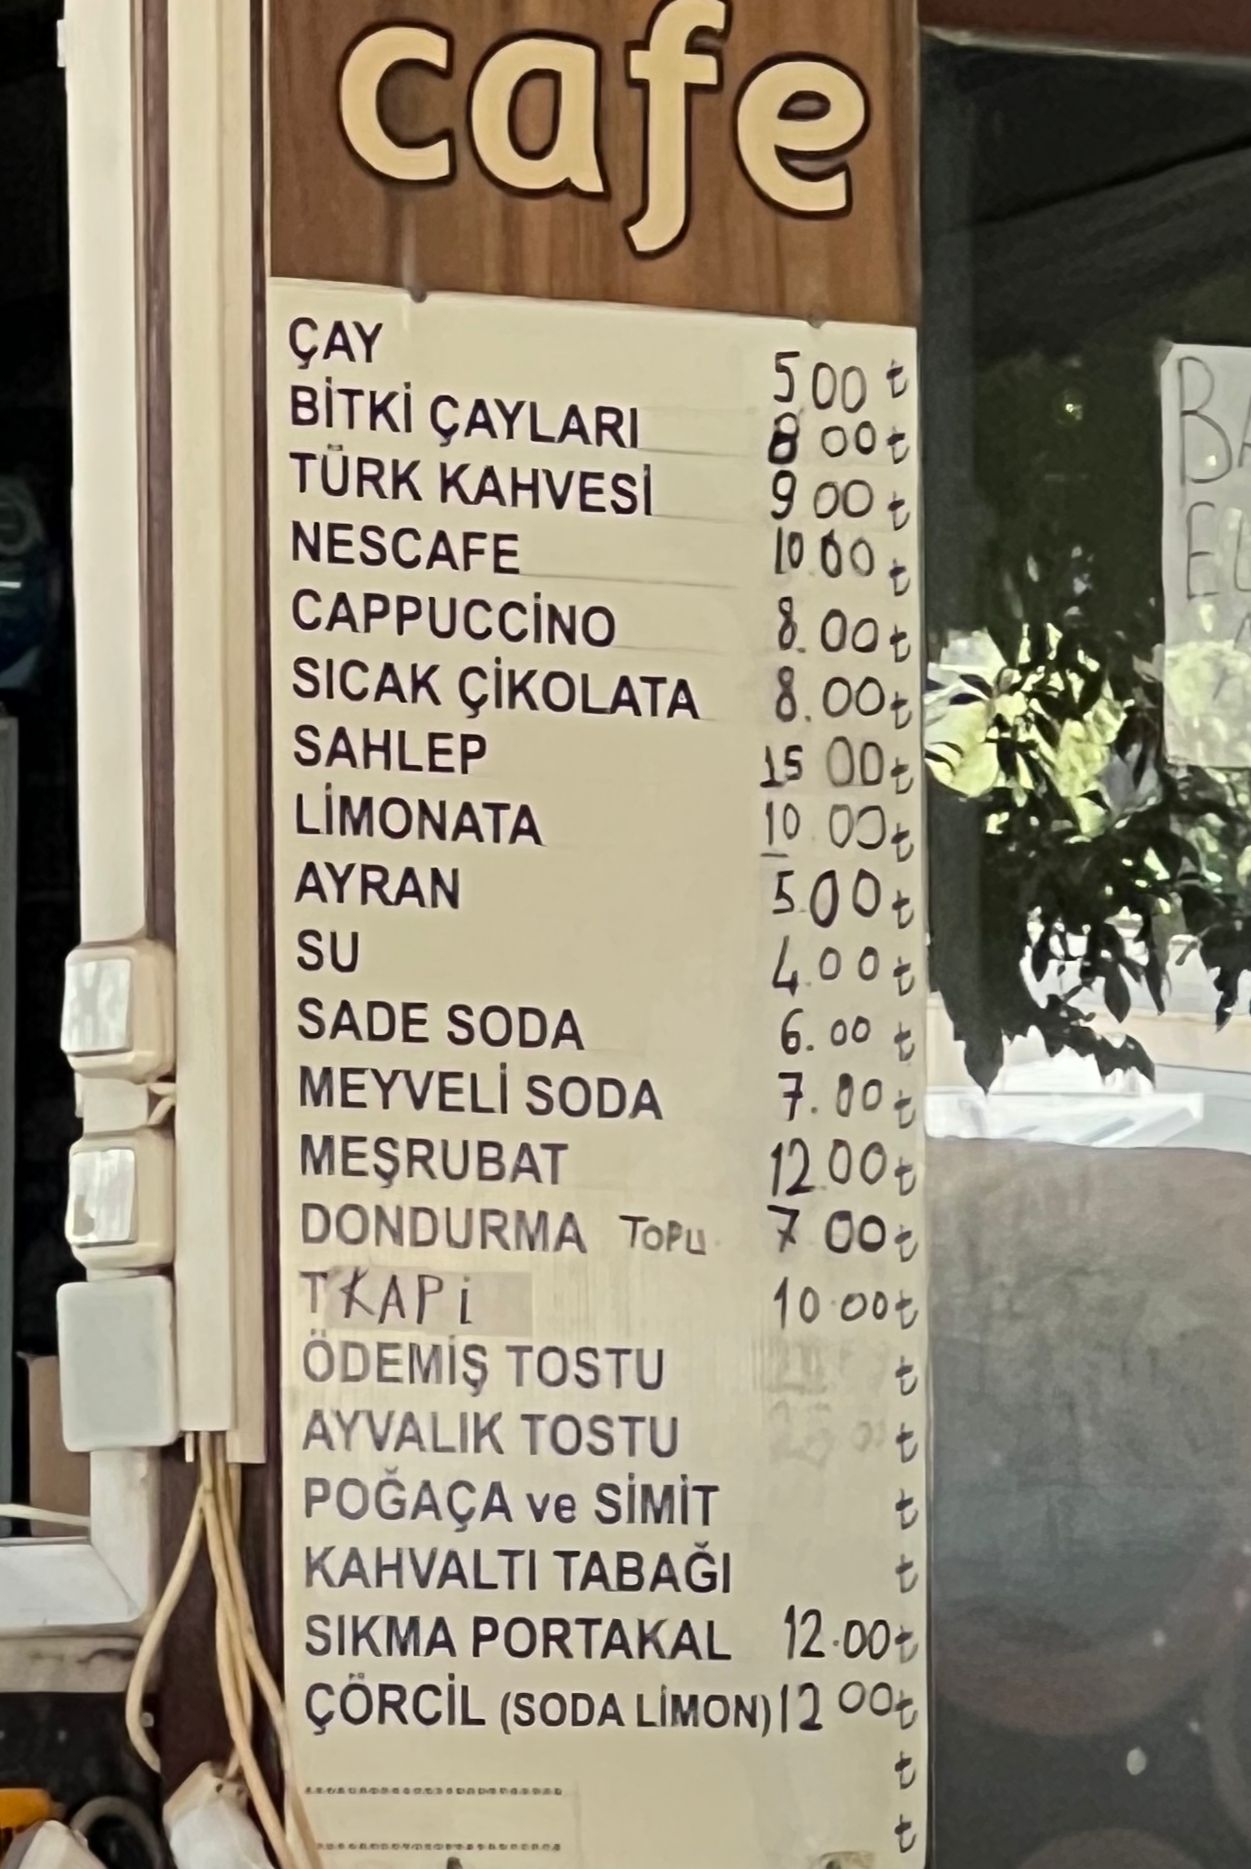 cafe
ÇAY 5 00 ₺
BİTKİ ÇAYLARI 8 00 ₺
TÜRK KAHVESİ 9 00 ₺
NESCAFE 10.00 ₺
CAPPUCCİNO 8.00 ₺
SICAK ÇİKOLATA 8.00 ₺
SAHLEP 15 00 ₺
LİMONATA 10.00 ₺
AYRAN 5.00 ₺
SU 4.00 ₺
SADE SODA 6.00 ₺
MEYVELİ SODA 7.00 ₺
MEŞRUBAT 12.00 ₺
DONDURMA TOPU 7 00 ₺
KAPİ 10.00 ₺
ÖDEMİŞ TOSTU ₺
AYVALIK TOSTU ₺
POĞAÇA ve SİMİT ₺
KAHVALTI TABAĞI ₺
SIKMA PORTAKAL 12.00 ₺
ÇÖRCİL (SODA LİMON) 12 00 ₺
₺
₺